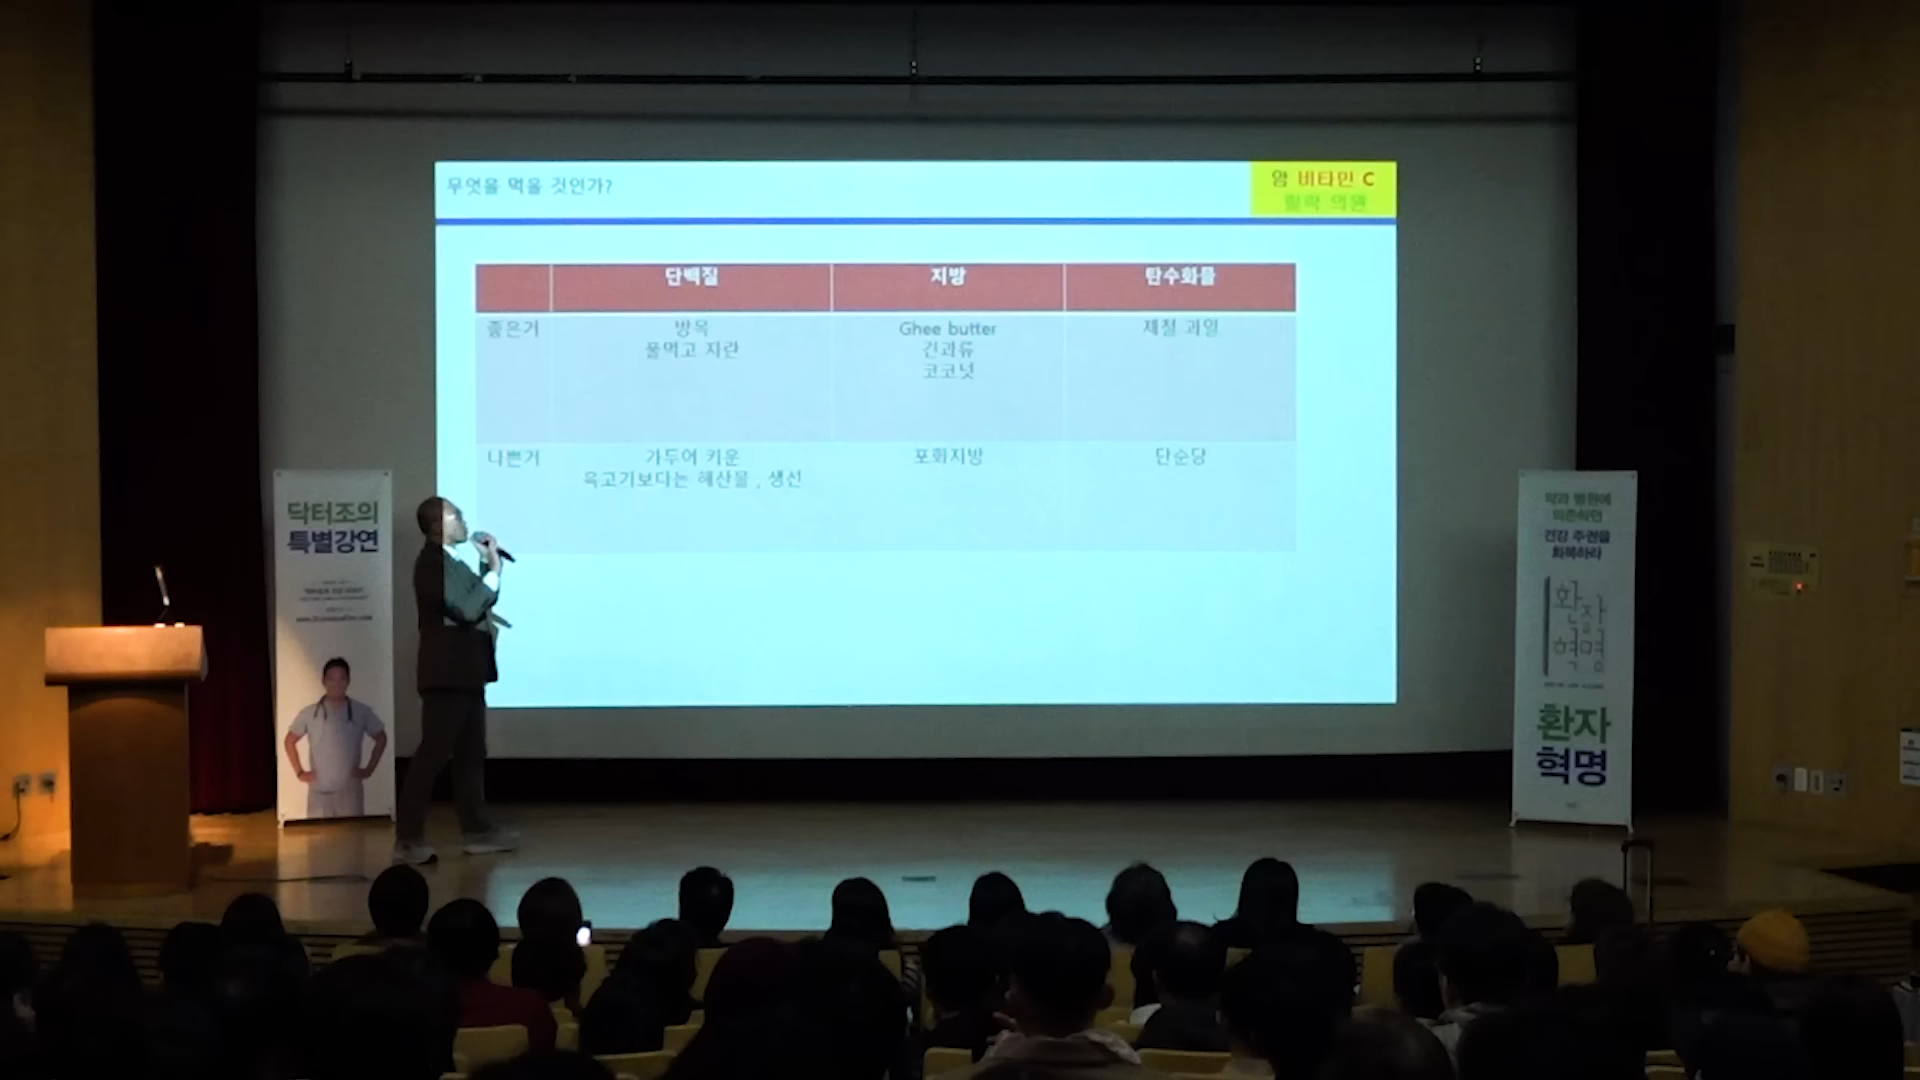 무엇을 먹을 것인가?
암 비타민 C
힐락 의원
단백질
지방
탄수화물
좋은거
방목
풀먹고 자란
Ghee butter
견과류
코코넛
제철 과일
나쁜거
가두어 키운
육고기보다는 해산물 , 생선
포화지방
단순당
닥터조의
특별강연
약과 병원에
의존하던
건강 주권을
회복하라
환자
혁명
환자
혁명